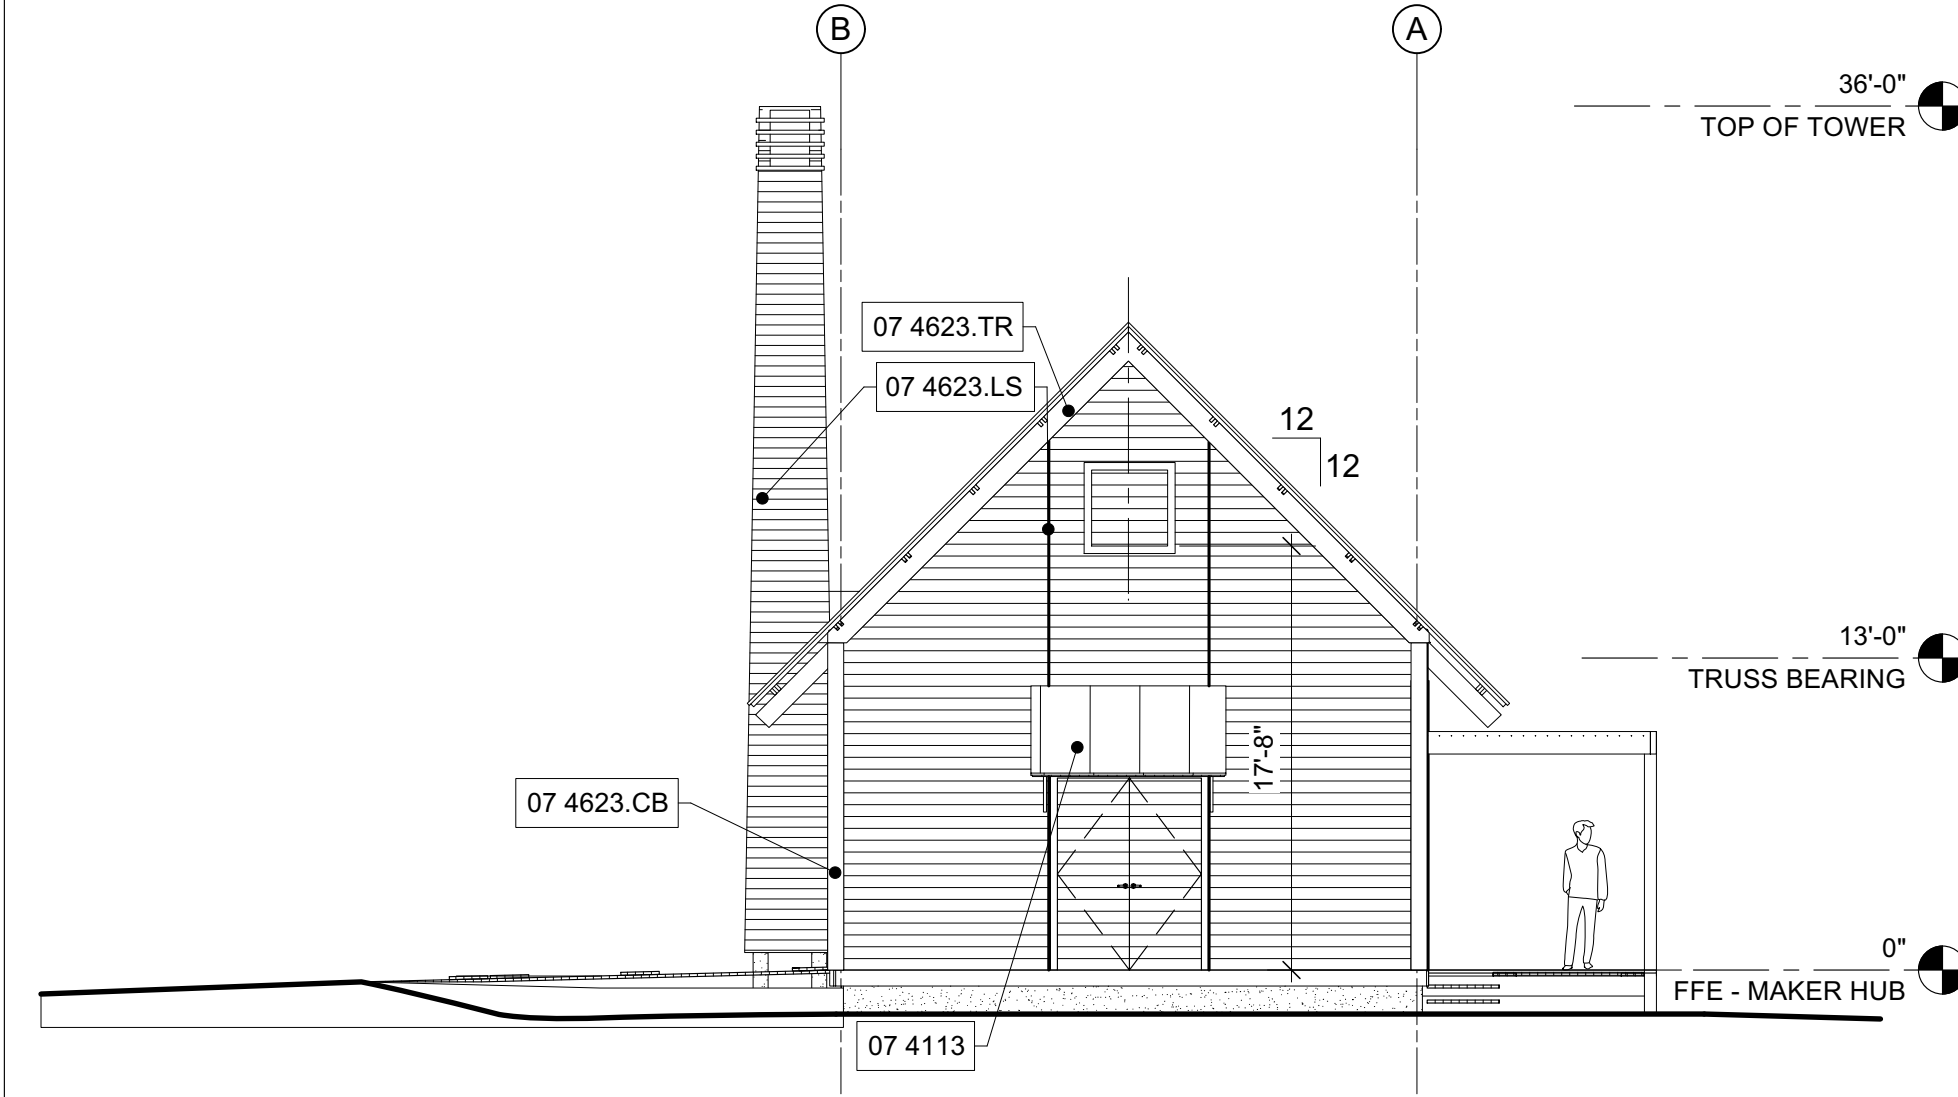 B
A
36'-0"
TOP OF TOWER
07 4623.TR
07 4623.LS
12
12
13'-0"
TRUSS BEARING
17'-8"
07 4623.CB
0"
FFE - MAKER HUB
07 4113